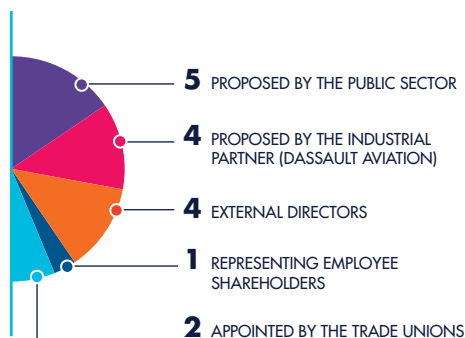 5 PROPOSED BY THE PUBLIC SECTOR
4 PROPOSED BY THE INDUSTRIAL
PARTNER (DASSAULT AVIATION)
4 EXTERNAL DIRECTORS
1 REPRESENTING EMPLOYEE
SHAREHOLDERS
2 APPOINTED BY THE TRADE UNIONS